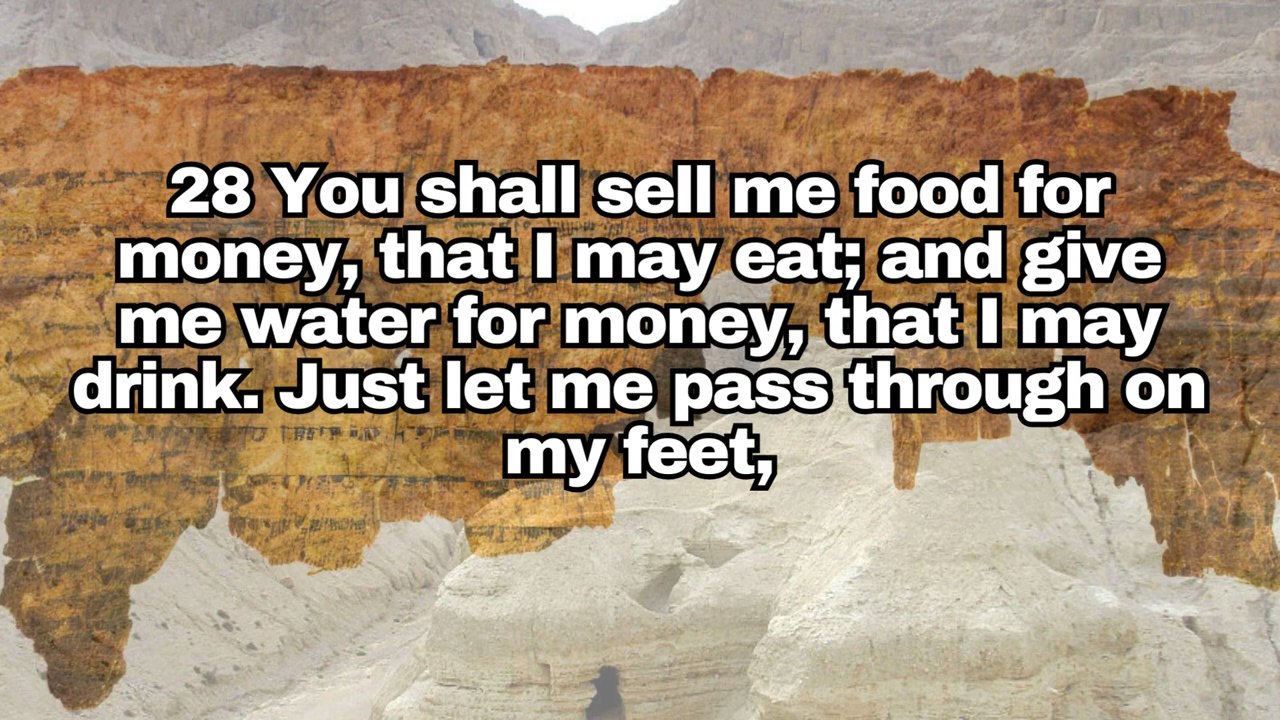 28 You shall sell me food for
money, that I may eat; and give
me water for money, that I may
drink. Just let me pass through on
my feet,